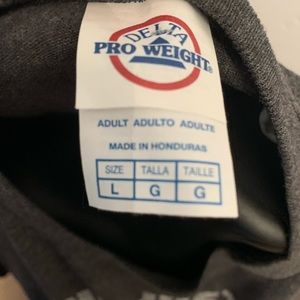 DELTA
PRO WEIGHT®
ADULT ADULTO ADULTE
MADE IN HONDURAS
SIZE TALLA TAILLE
L G G